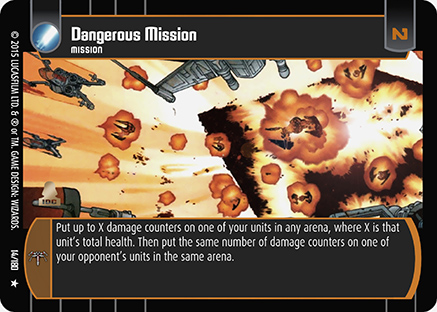 Dangerous Mission
MISSION
N
Put up to X damage counters on one of your units in any arena, where X is that
unit's total health. Then put the same number of damage counters on one of
your opponent's units in the same arena.
© 2015 LUCASFILM LTD. & ® or TM. GAME DESIGN: WIZARDS.
14/180 ★